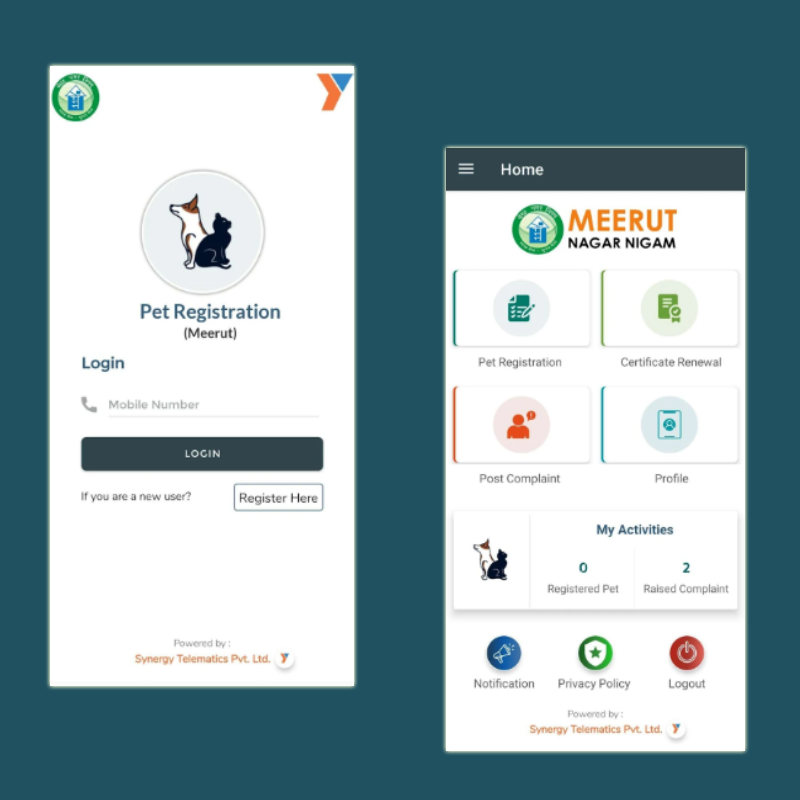 Pet Registration
(Meerut)
Login
Mobile Number
LOGIN
If you are a new user?
Register Here
Powered by :
Synergy Telematics Pvt. Ltd.
Home
MEERUT
NAGAR NIGAM
Pet Registration
Certificate Renewal
Post Complaint
Profile
My Activities
0
2
Registered Pet
Raised Complaint
Notification
Privacy Policy
Logout
Powered by :
Synergy Telematics Pvt. Ltd.